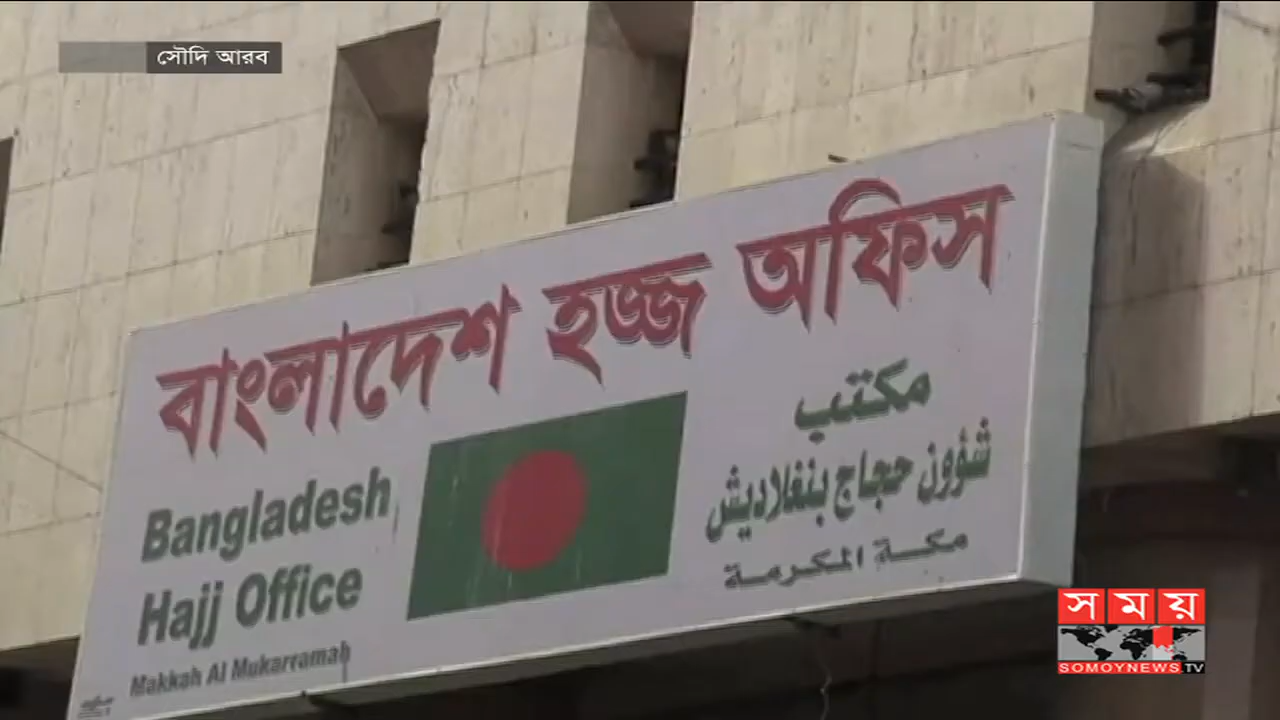 সৌদি আরব
বাংলাদেশ হজ্জ অফিস
Bangladesh
Hajj Office
Makkah Al Mukarramah
مكتب
شؤون حجاج بنغلاديش
مكة المكرمة
সময়
SOMOYNEWS.TV